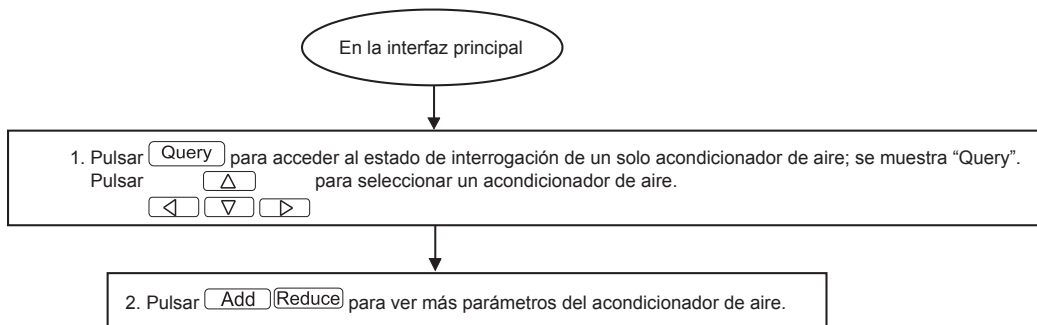 En la interfaz principal
1. Pulsar Query para acceder al estado de interrogación de un solo acondicionador de aire; se muestra “Query”.
Pulsar △ para seleccionar un acondicionador de aire.
◁ ▽ ▷
2. Pulsar Add Reduce para ver más parámetros del acondicionador de aire.